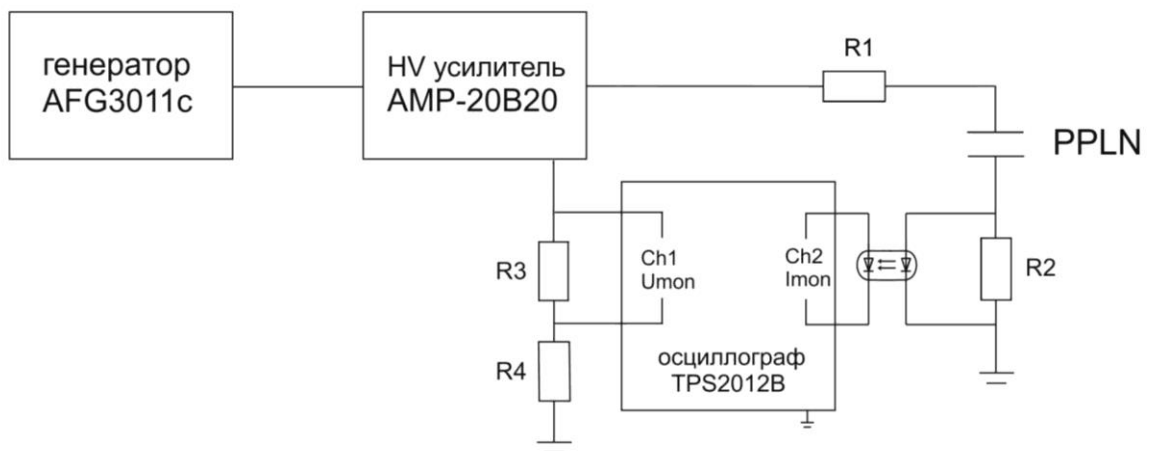 генератор
AFG3011c
HV усилитель
AMP-20B20
R1
PPLN
R3
Ch1
Umon
Ch2
Imon
R2
R4
осциллограф
TPS2012B